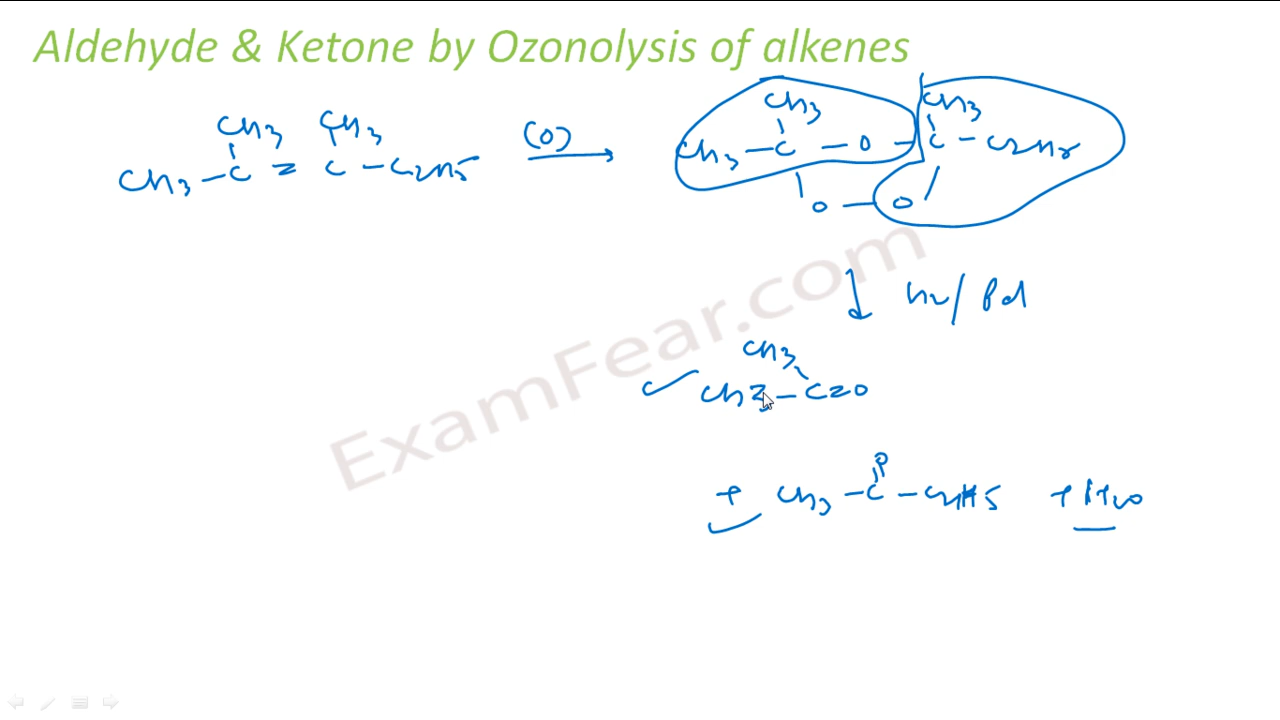 Aldehyde & Ketone by Ozonolysis of alkenes
CH3 CH3
CH3 – C = C – C2H5
(O)
CH3 CH3
CH3 – C – O – C – C2H5
O – O
H2/Pd
CH3
CH3 – C=O
O
+ CH3 – C – C2H5 + H2O
ExamFear.com